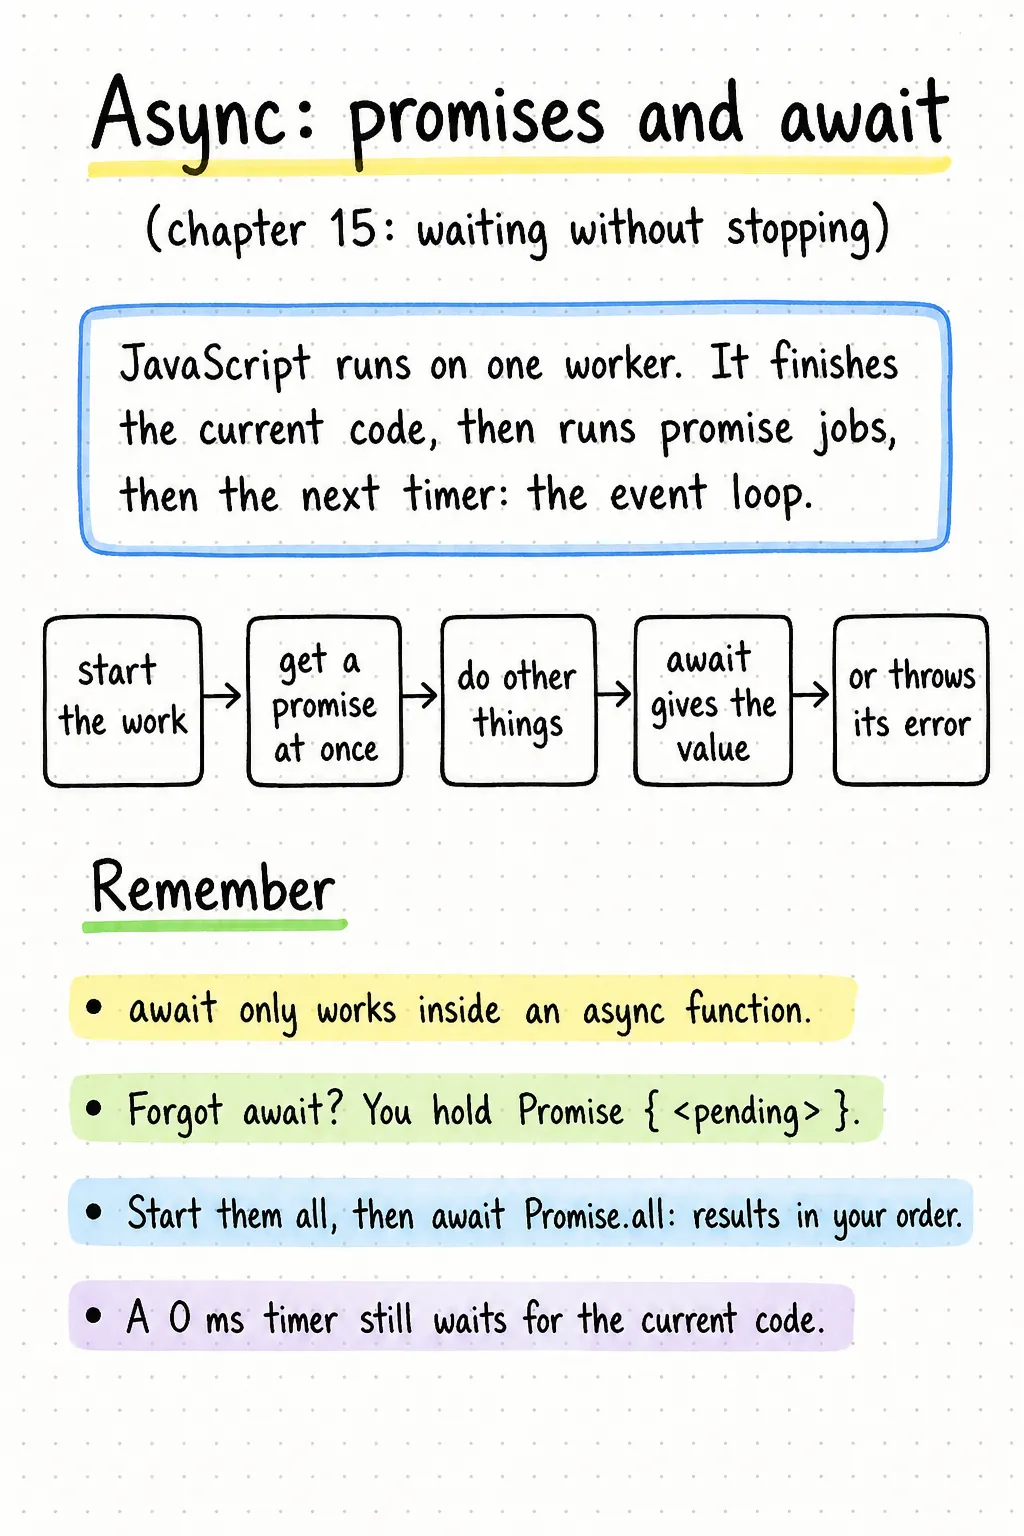 Async: promises and await
(chapter 15: waiting without stopping)
JavaScript runs on one worker. It finishes
the current code, then runs promise jobs,
then the next timer: the event loop.
start
the work
get a
promise
at once
do other
things
await
gives the
value
or throws
its error
Remember
• await only works inside an async function.
• Forgot await? You hold Promise { <pending> }.
• Start them all, then await Promise.all: results in your order.
• A 0 ms timer still waits for the current code.